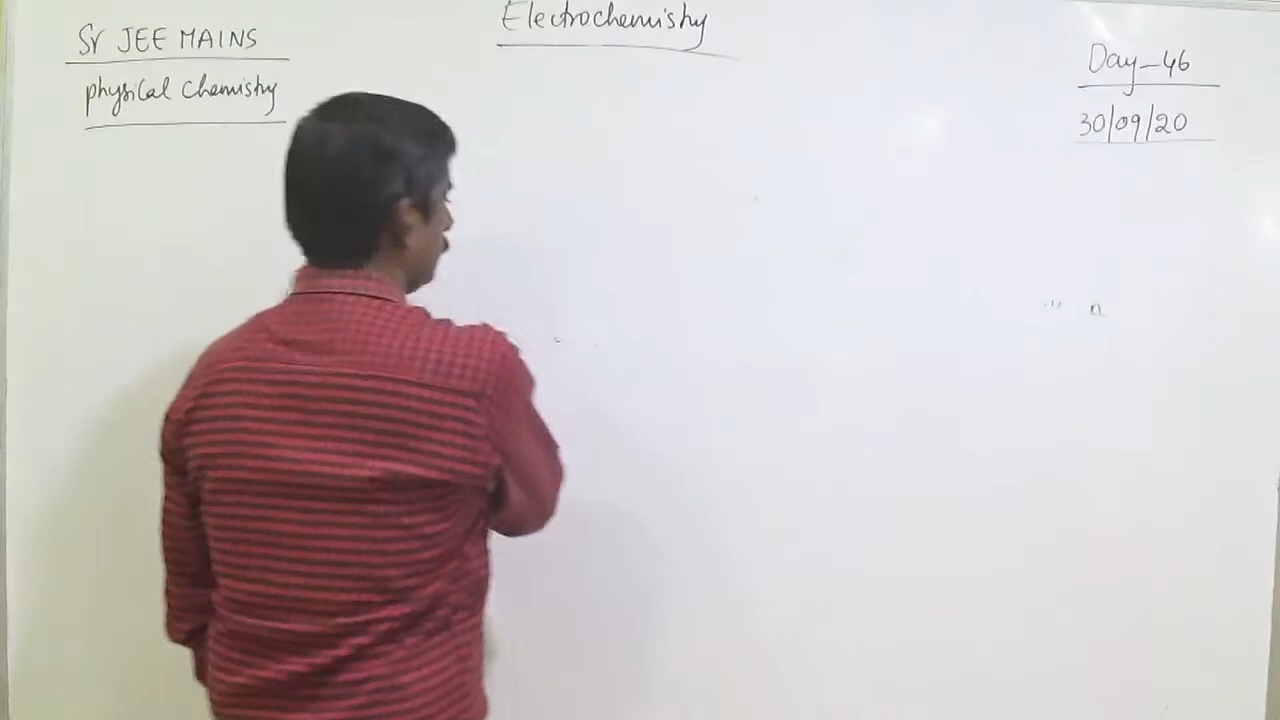 Electrochemistry
Sr JEE MAINS
physical chemistry
Day-46
30/09/20